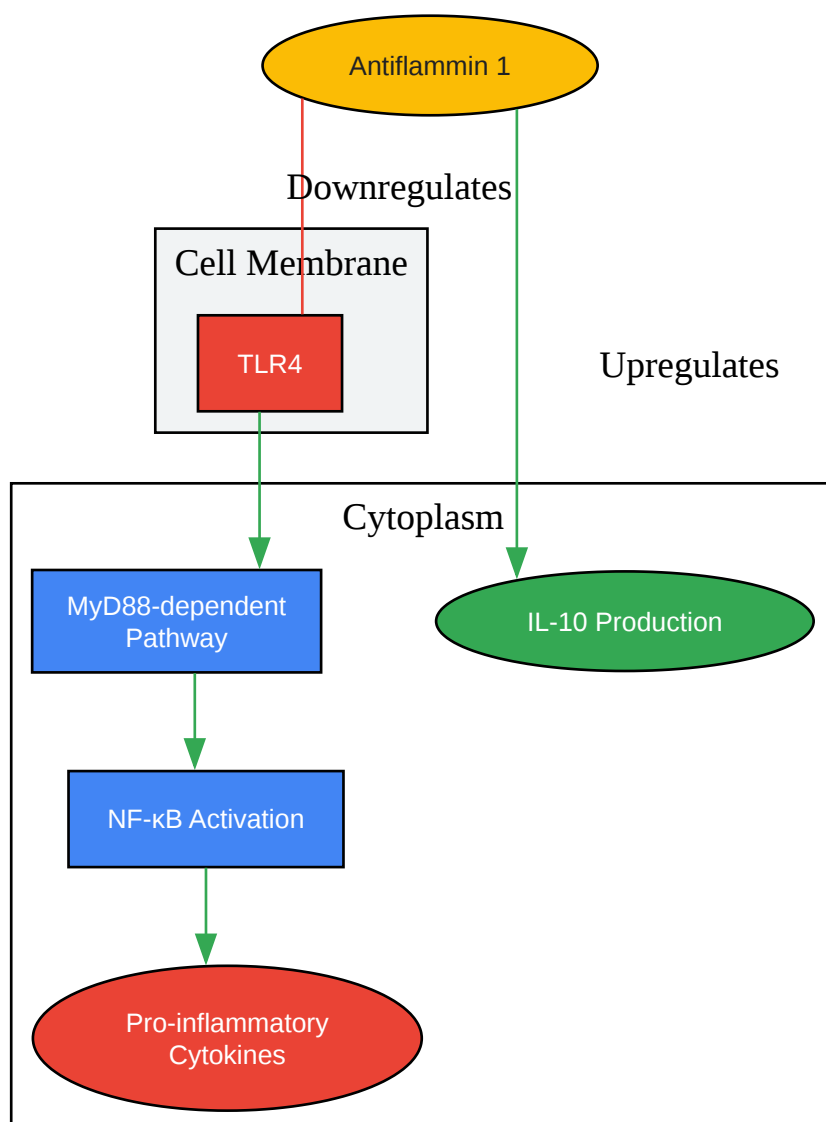 Antiflammin 1
Downregulates
Cell Membrane
TLR4
Upregulates
Cytoplasm
MyD88-dependent
Pathway
IL-10 Production
NF-κB Activation
Pro-inflammatory
Cytokines